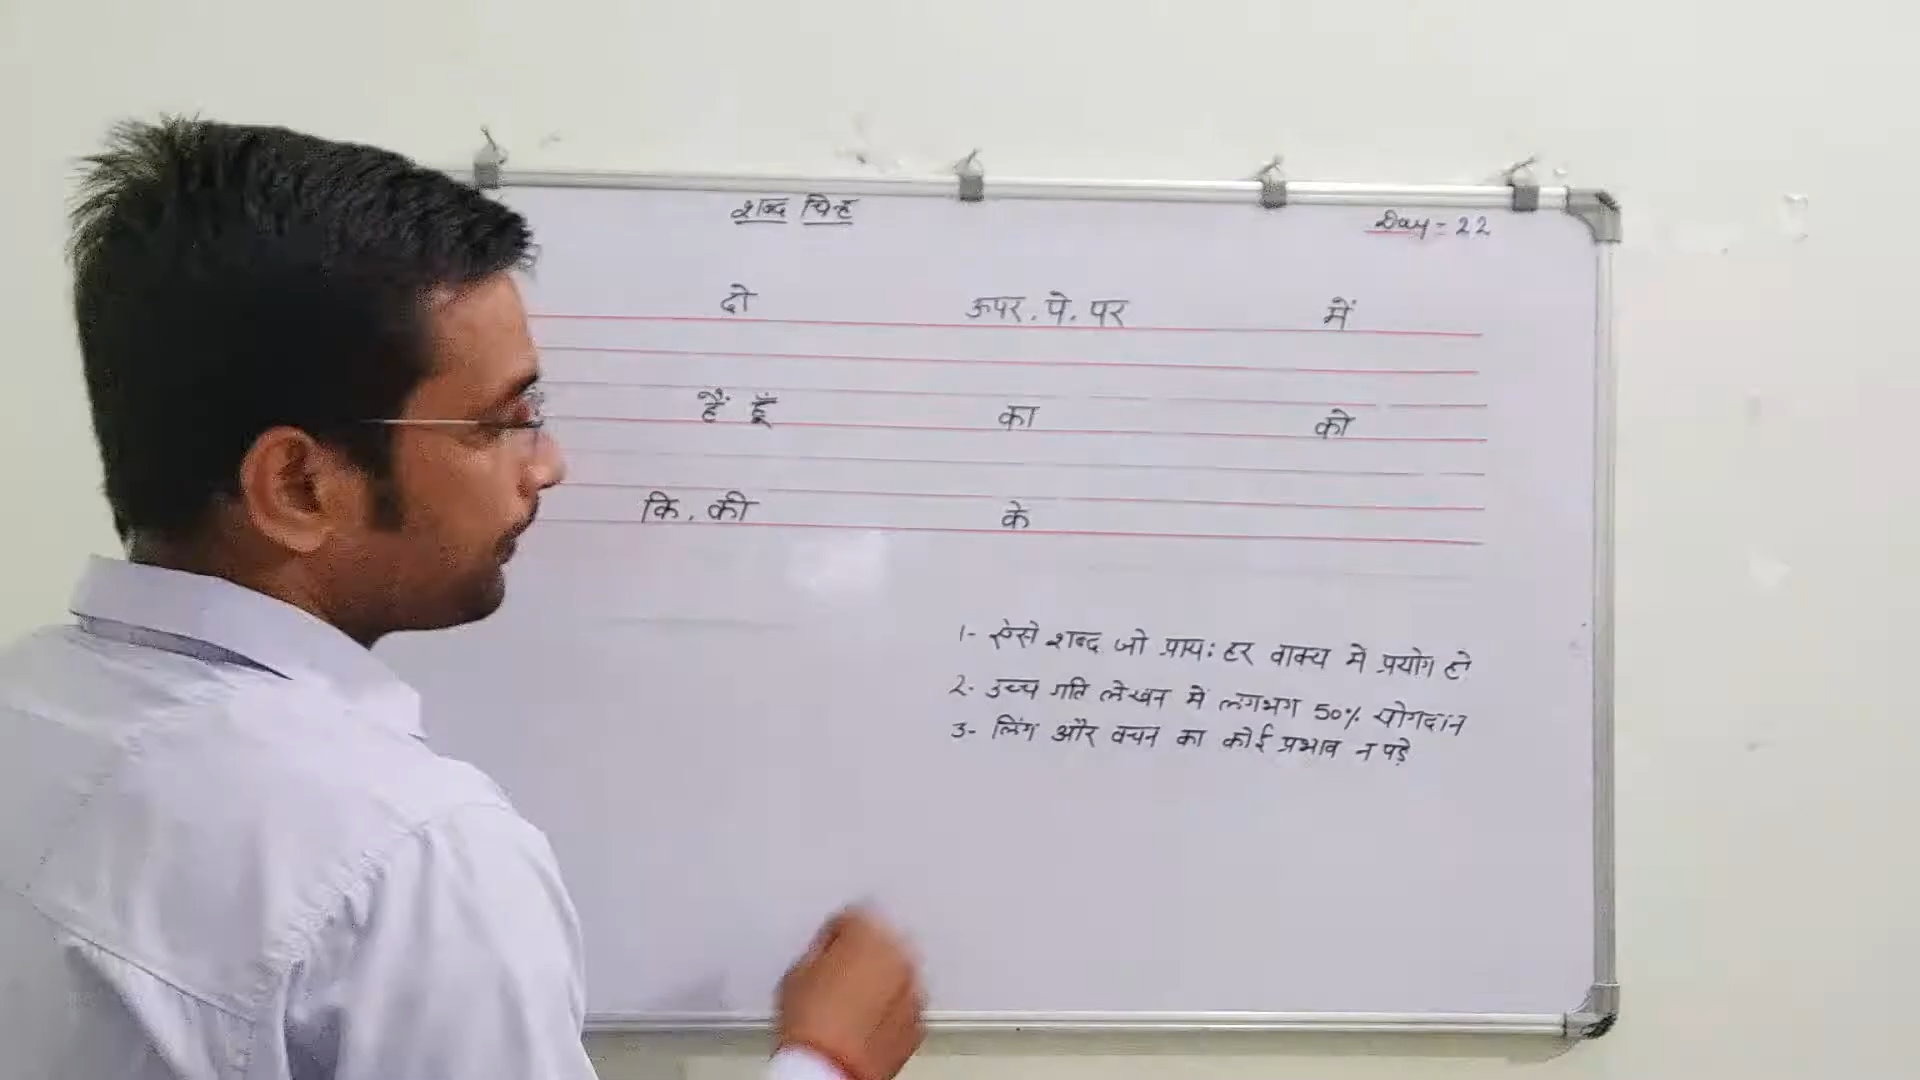 शब्द चिन्ह
Day = 22
दो ऊपर. पे. पर में
हैं हूँ का को
कि. की के
1- ऐसे शब्द जो प्राय: हर वाक्य में प्रयोग हो
2- उच्च गति लेखन में लगभग 50% योगदान
3- लिंग और वचन का कोई प्रभाव न पड़े